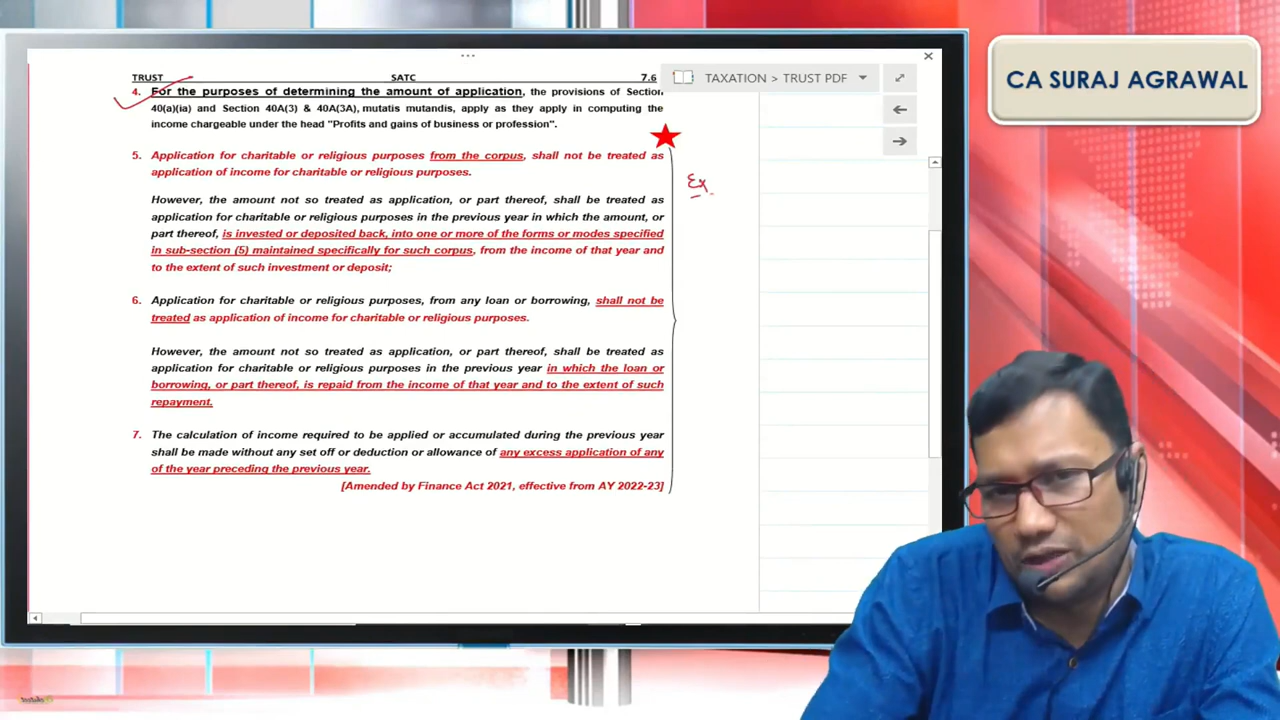 CA SURAJ AGRAWAL
TAXATION > TRUST PDF
TRUST SATC 7.6
4. For the purposes of determining the amount of application, the provisions of Section
40(a)(ia) and Section 40A(3) & 40A(3A), mutatis mutandis, apply as they apply in computing the
income chargeable under the head "Profits and gains of business or profession".
5. Application for charitable or religious purposes from the corpus, shall not be treated as
application of income for charitable or religious purposes.
Ex.
However, the amount not so treated as application, or part thereof, shall be treated as
application for charitable or religious purposes in the previous year in which the amount, or
part thereof, is invested or deposited back, into one or more of the forms or modes specified
in sub-section (5) maintained specifically for such corpus, from the income of that year and
to the extent of such investment or deposit;
6. Application for charitable or religious purposes, from any loan or borrowing, shall not be
treated as application of income for charitable or religious purposes.
However, the amount not so treated as application, or part thereof, shall be treated as
application for charitable or religious purposes in the previous year in which the loan or
borrowing, or part thereof, is repaid from the income of that year and to the extent of such
repayment.
7. The calculation of income required to be applied or accumulated during the previous year
shall be made without any set off or deduction or allowance of any excess application of any
of the year preceding the previous year.
[Amended by Finance Act 2021, effective from AY 2022-23]